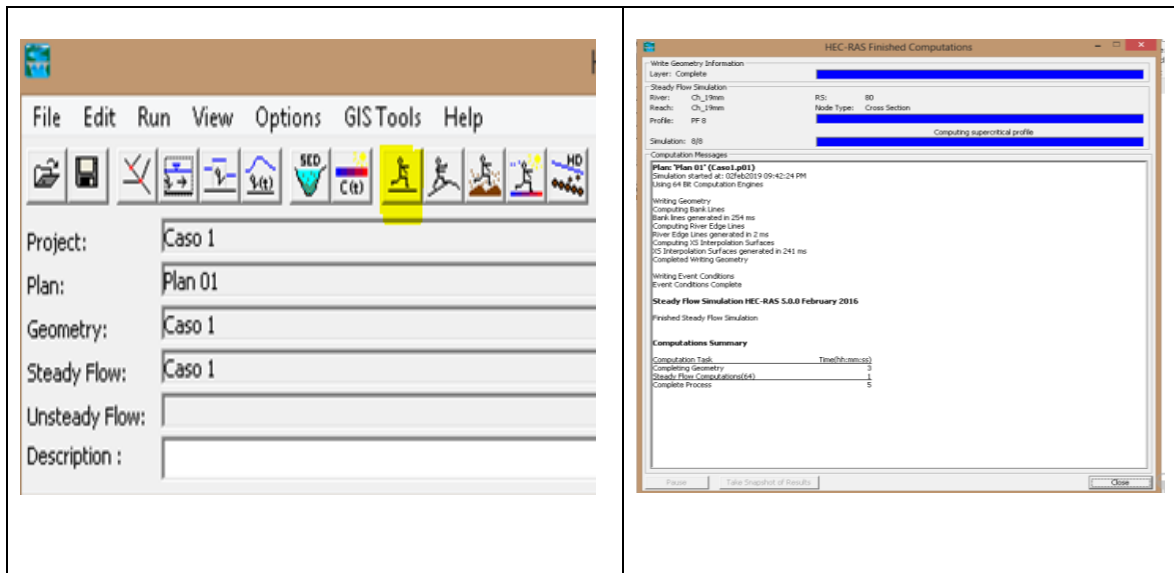 File Edit Run View Options GIS Tools Help
SED
C(t)
HD
Project: Caso 1
Plan: Plan 01
Geometry: Caso 1
Steady Flow: Caso 1
Unsteady Flow:
Description :
HEC-RAS Finished Computations
Write Geometry Information
Layer: Complete
Steady Flow Simulation
River: Ch_19mm RS: 80
Reach: Ch_19mm Node Type: Cross Section
Profile: PF 8
Computing supercritical profile
Simulation: 8/8
Computation Messages
Plan: 'Plan 01' (Caso1.p01)
Simulation started at: 02Feb2019 09:42:24 PM
Using 64 Bit Computation Engines
Writing Geometry
Computing Bank Lines
Bank lines generated in 254 ms
Computing River Edge Lines
River Edge Lines generated in 2 ms
Computing XS Interpolation Surfaces
XS Interpolation Surfaces generated in 241 ms
Completed Writing Geometry
Writing Event Conditions
Event Conditions Complete
Steady Flow Simulation HEC-RAS 5.0.0 February 2016
Finished Steady Flow Simulation
Computations Summary
Computation Task Time(hh:mm:ss)
Completing Geometry 3
Steady Flow Computations(64) 1
Complete Process 5
Pause Take Snapshot of Results Close